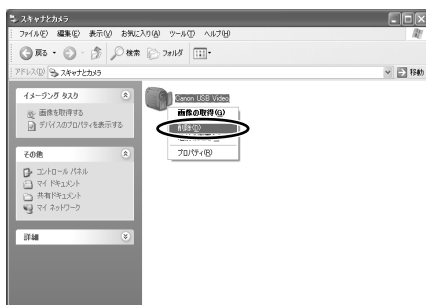 スキャナとカメラ
ファイル(F) 編集(E) 表示(V) お気に入り(A) ツール(T) ヘルプ(H)
戻る 検索 フォルダ
アドレス(D) スキャナとカメラ 移動
イメージング タスク
画像を取得する
デバイスのプロパティを表示する
その他
コントロール パネル
マイ ドキュメント
共有ドキュメント
マイ ネットワーク
詳細
Canon USB Video
画像の取得(G)
削除(D)
プロパティ(R)